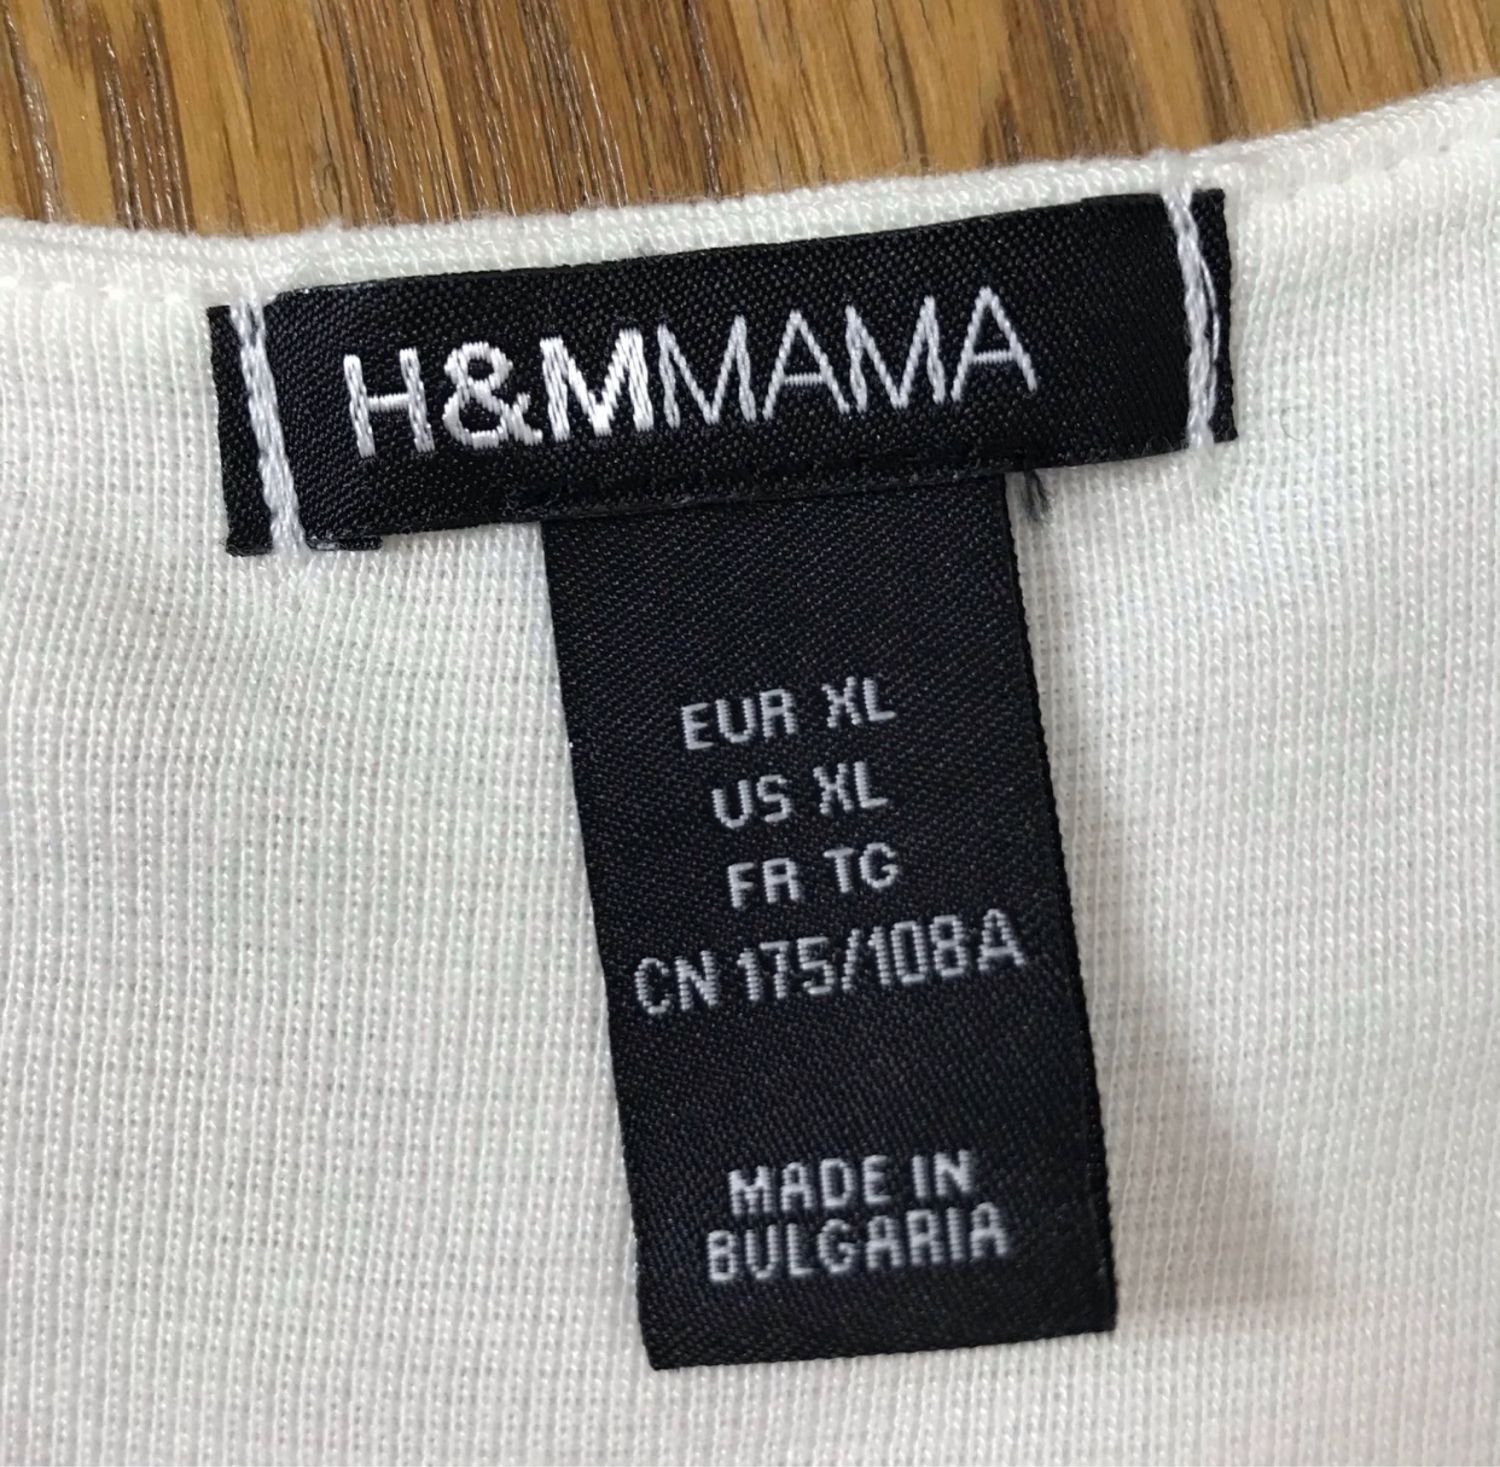 H&MMAMA
EUR XL
US XL
FR TG
CN 175/108A
MADE IN
BULGARIA